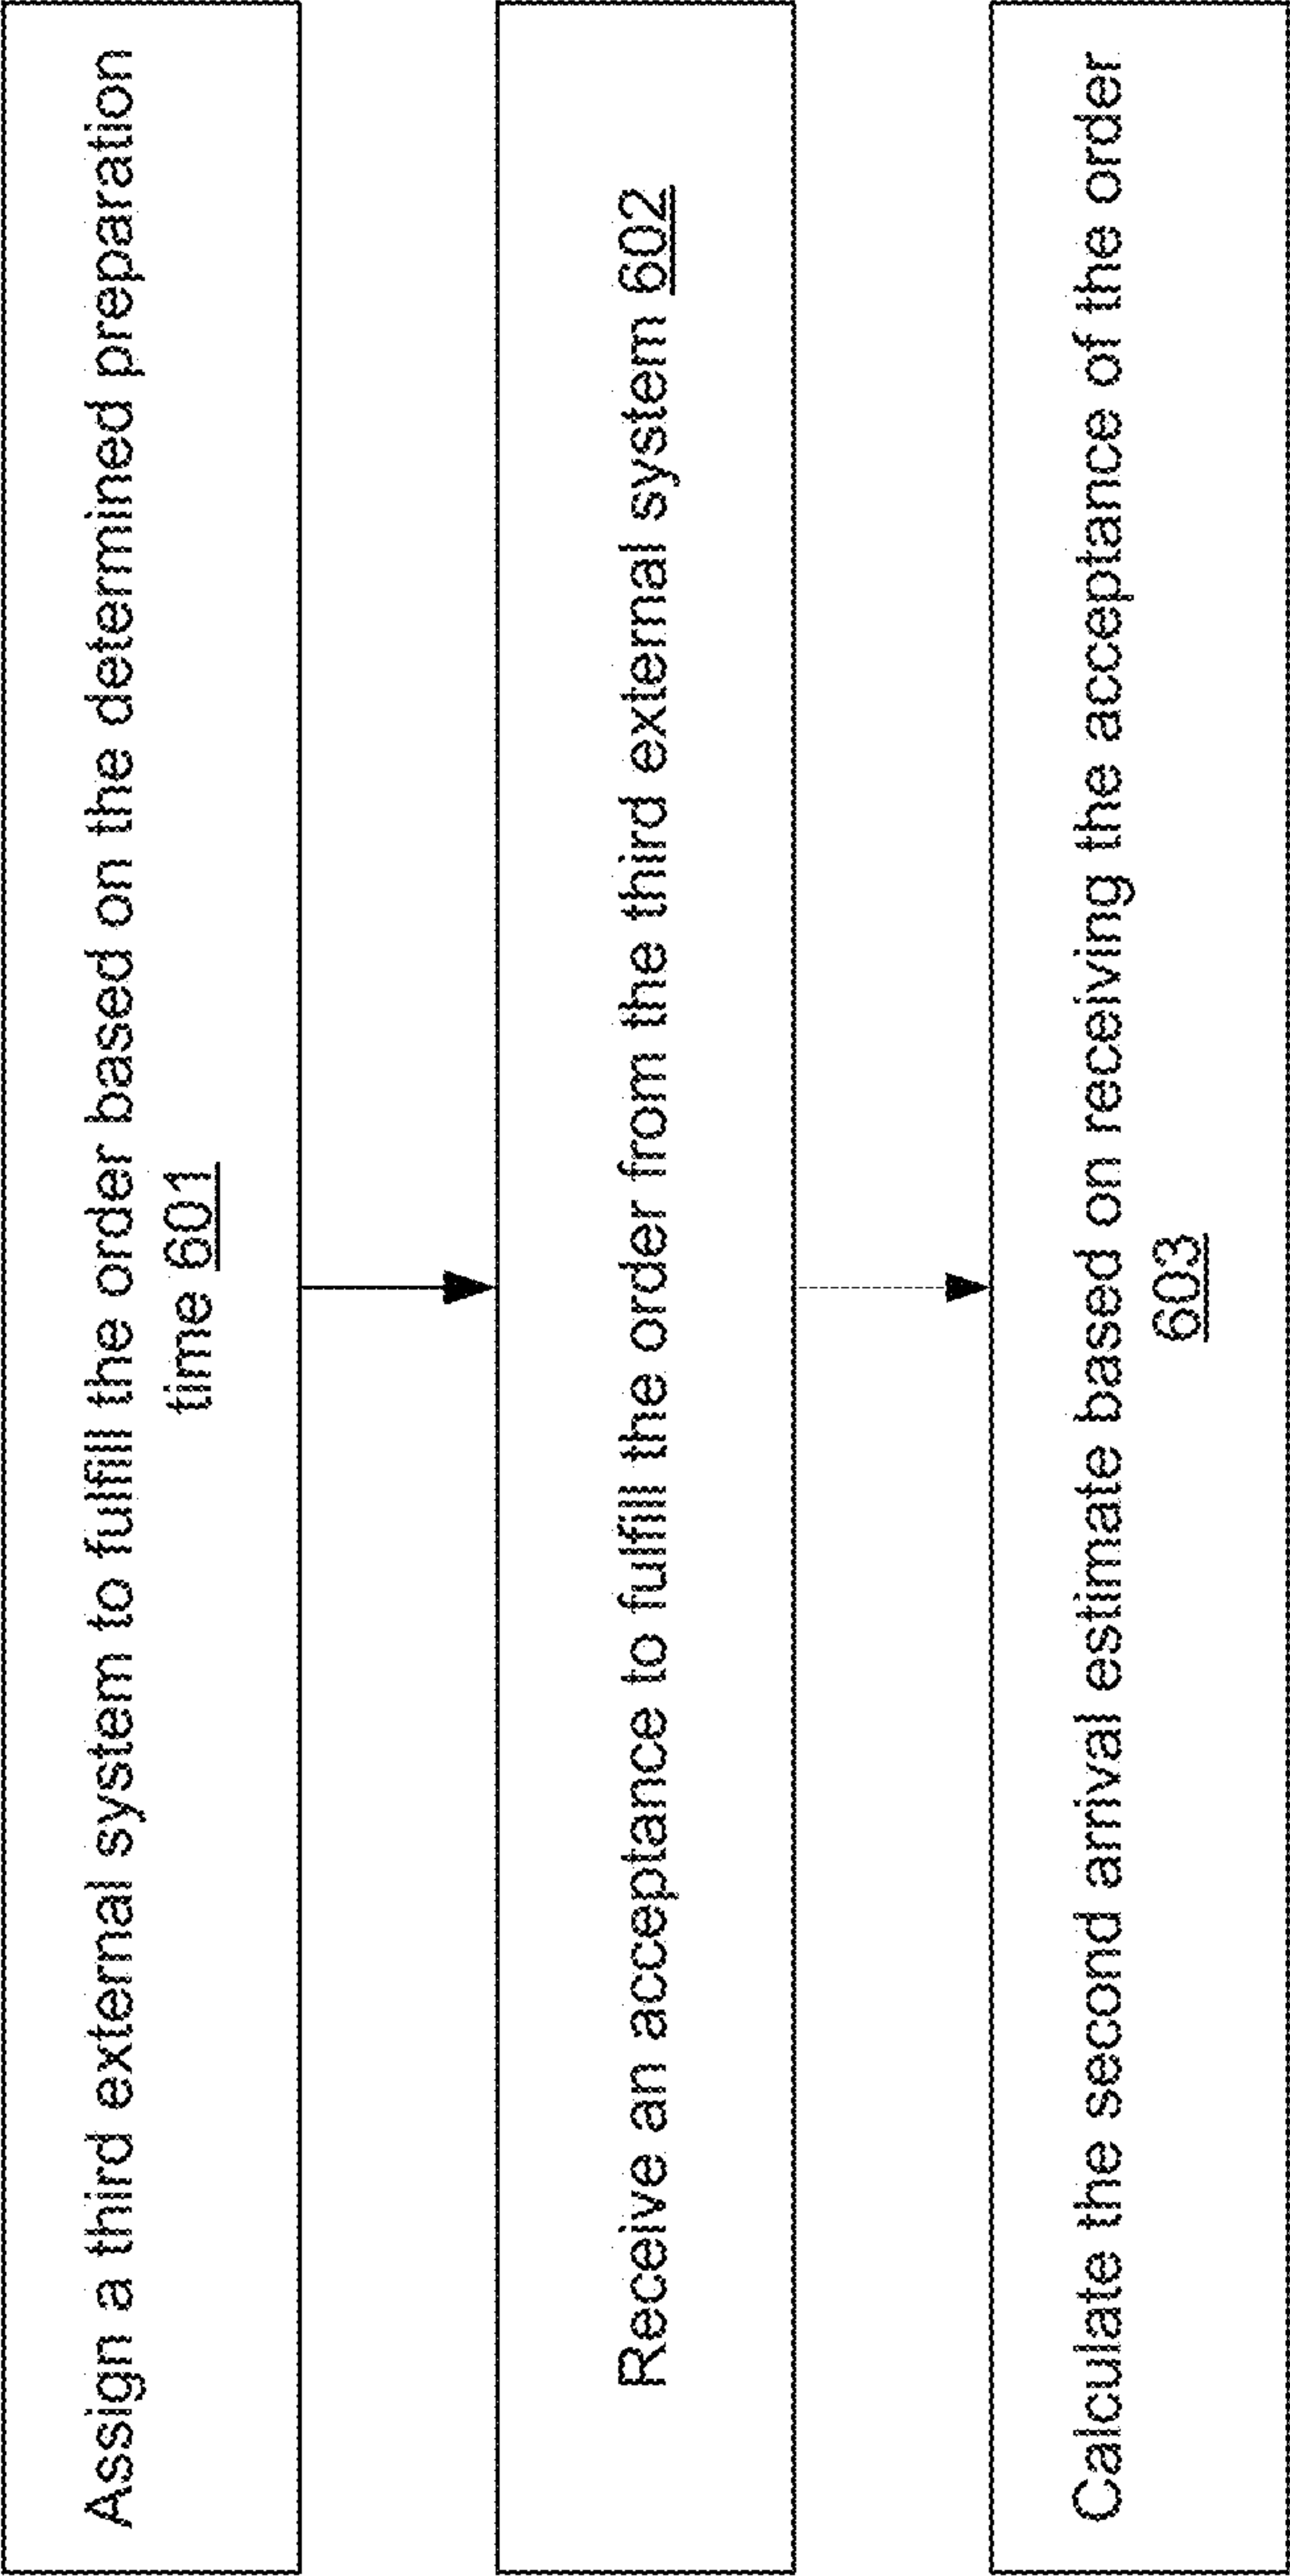 Assign a third external system to fulfill the order based on the determined preparation
time 601
Receive an acceptance to fulfill the order from the third external system 602
Calculate the second arrival estimate based on receiving the acceptance of the order
603